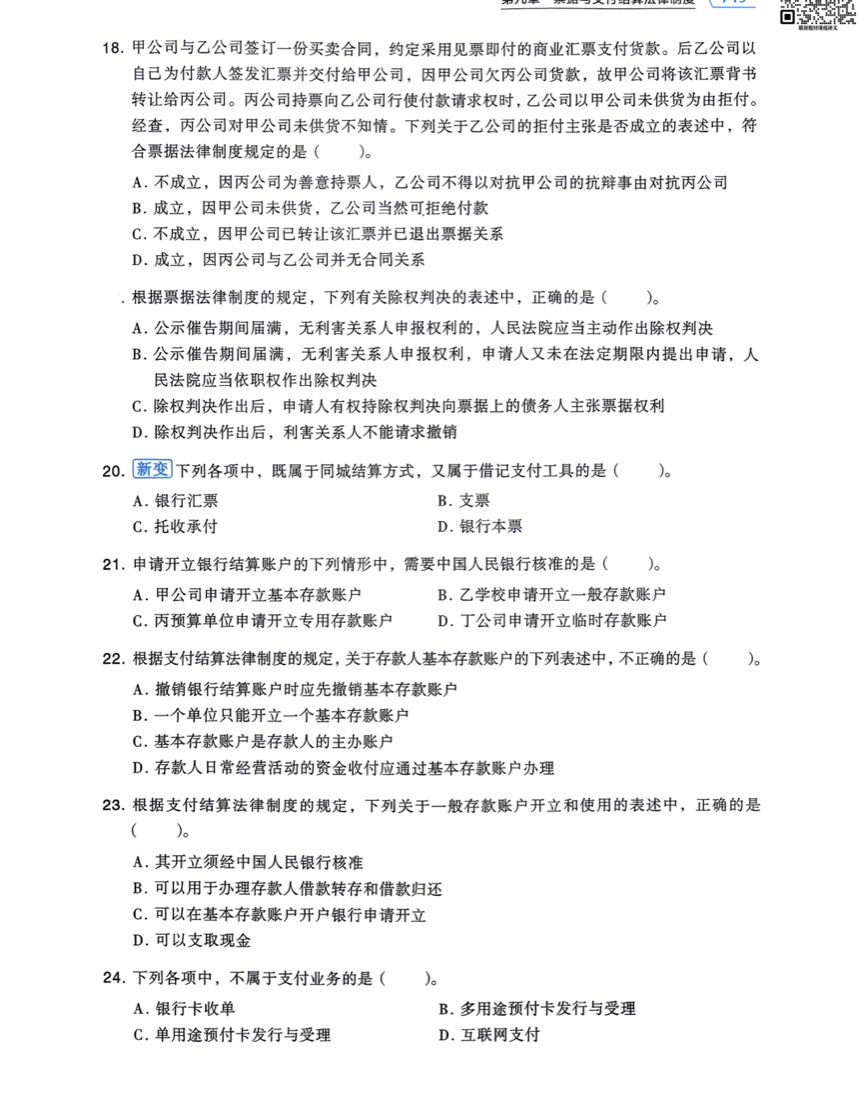 第九章 票据与支付结算法律制度
18. 甲公司与乙公司签订一份买卖合同，约定采用见票即付的商业汇票支付货款。后乙公司以
自己为付款人签发汇票并交付给甲公司，因甲公司欠丙公司货款，故甲公司将该汇票背书
转让给丙公司。丙公司持票向乙公司行使付款请求权时，乙公司以甲公司未供货为由拒付。
经查，丙公司对甲公司未供货不知情。下列关于乙公司的拒付主张是否成立的表述中，符
合票据法律制度规定的是（　　）。
A. 不成立，因丙公司为善意持票人，乙公司不得以对抗甲公司的抗辩事由对抗丙公司
B. 成立，因甲公司未供货，乙公司当然可拒绝付款
C. 不成立，因甲公司已转让该汇票并已退出票据关系
D. 成立，因丙公司与乙公司并无合同关系
. 根据票据法律制度的规定，下列有关除权判决的表述中，正确的是（　　）。
A. 公示催告期间届满，无利害关系人申报权利的，人民法院应当主动作出除权判决
B. 公示催告期间届满，无利害关系人申报权利，申请人又未在法定期限内提出申请，人
民法院应当依职权作出除权判决
C. 除权判决作出后，申请人有权持除权判决向票据上的债务人主张票据权利
D. 除权判决作出后，利害关系人不能请求撤销
20. 新变 下列各项中，既属于同城结算方式，又属于借记支付工具的是（　　）。
A. 银行汇票　　B. 支票
C. 托收承付　　D. 银行本票
21. 申请开立银行结算账户的下列情形中，需要中国人民银行核准的是（　　）。
A. 甲公司申请开立基本存款账户　　B. 乙学校申请开立一般存款账户
C. 丙预算单位申请开立专用存款账户　　D. 丁公司申请开立临时存款账户
22. 根据支付结算法律制度的规定，关于存款人基本存款账户的下列表述中，不正确的是（　　）。
A. 撤销银行结算账户时应先撤销基本存款账户
B. 一个单位只能开立一个基本存款账户
C. 基本存款账户是存款人的主办账户
D. 存款人日常经营活动的资金收付应通过基本存款账户办理
23. 根据支付结算法律制度的规定，下列关于一般存款账户开立和使用的表述中，正确的是
（　　）。
A. 其开立须经中国人民银行核准
B. 可以用于办理存款人借款转存和借款归还
C. 可以在基本存款账户开户银行申请开立
D. 可以支取现金
24. 下列各项中，不属于支付业务的是（　　）。
A. 银行卡收单　　B. 多用途预付卡发行与受理
C. 单用途预付卡发行与受理　　D. 互联网支付